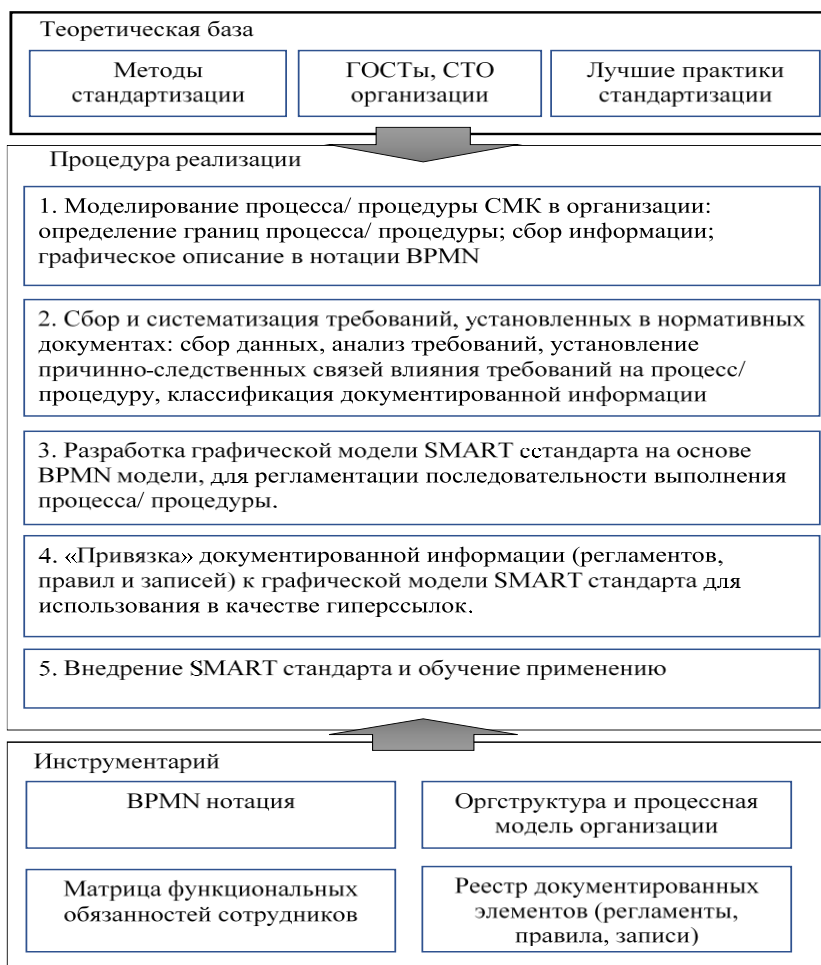 Теоретическая база
Методы
стандартизации
ГОСТы, СТО
организации
Лучшие практики
стандартизации
Процедура реализации
1. Моделирование процесса/ процедуры СМК в организации:
определение границ процесса/ процедуры; сбор информации;
графическое описание в нотации BPMN
2. Сбор и систематизация требований, установленных в нормативных
документах: сбор данных, анализ требований, установление
причинно-следственных связей влияния требований на процесс/
процедуру, классификация документированной информации
3. Разработка графической модели SMART сстандарта на основе
BPMN модели, для регламентации последовательности выполнения
процесса/ процедуры.
4. «Привязка» документированной информации (регламентов,
правил и записей) к графической модели SMART стандарта для
использования в качестве гиперссылок.
5. Внедрение SMART стандарта и обучение применению
Инструментарий
BPMN нотация
Оргструктура и процессная
модель организации
Матрица функциональных
обязанностей сотрудников
Реестр документированных
элементов (регламенты,
правила, записи)